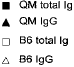 QM total Ig
QM IgG
B6 total Ig
B6 IgG